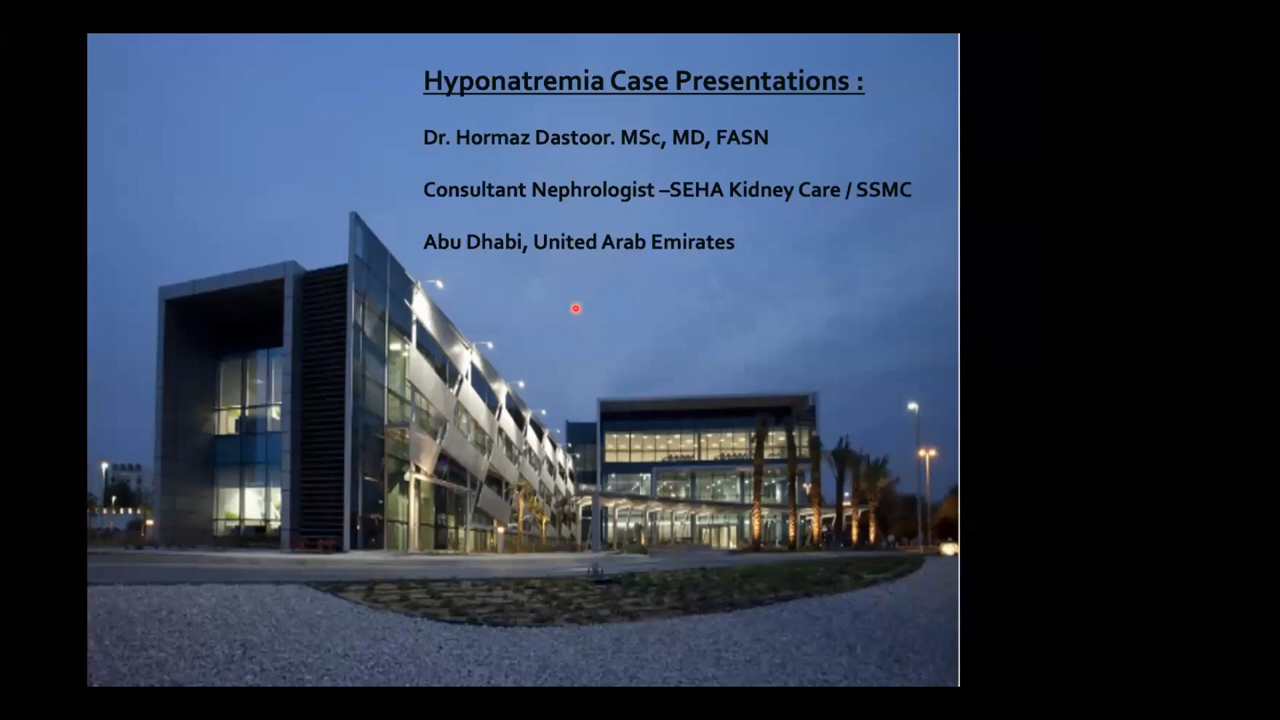 Hyponatremia Case Presentations :
Dr. Hormaz Dastoor. MSc, MD, FASN
Consultant Nephrologist –SEHA Kidney Care / SSMC
Abu Dhabi, United Arab Emirates